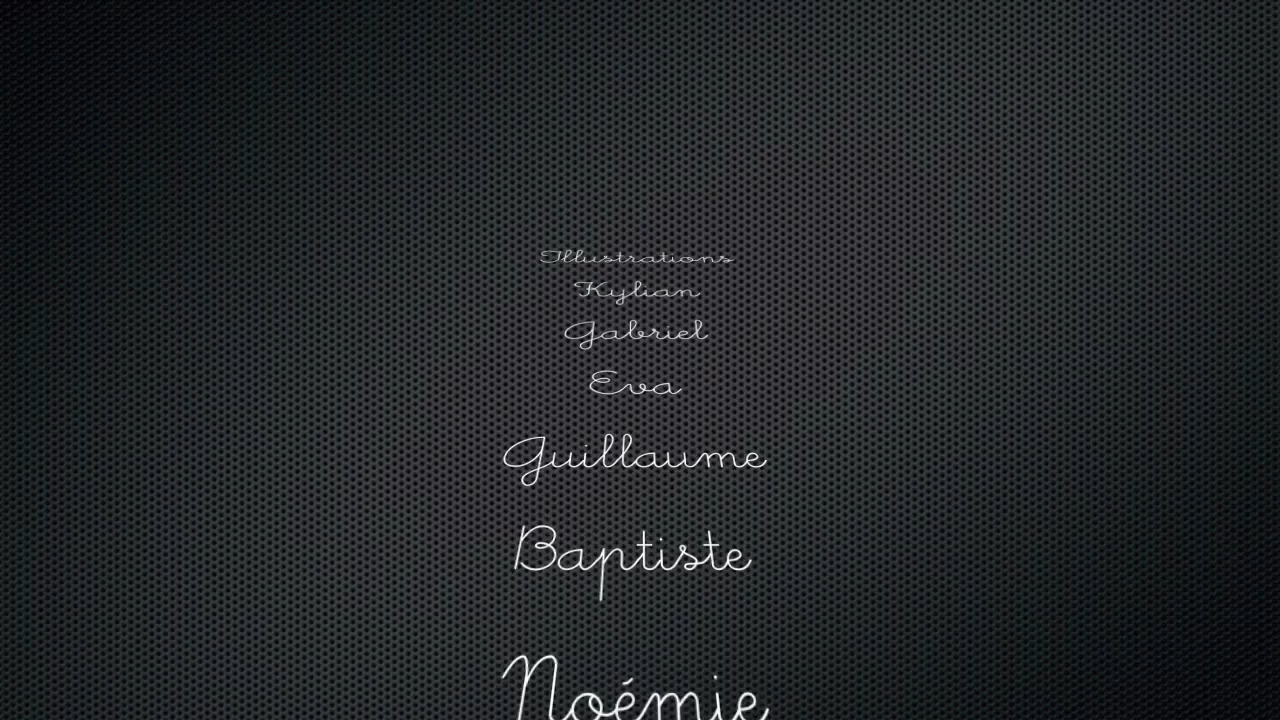 Illustrations
Kylian
Gabriel
Eva
Guillaume
Baptiste
Noémie